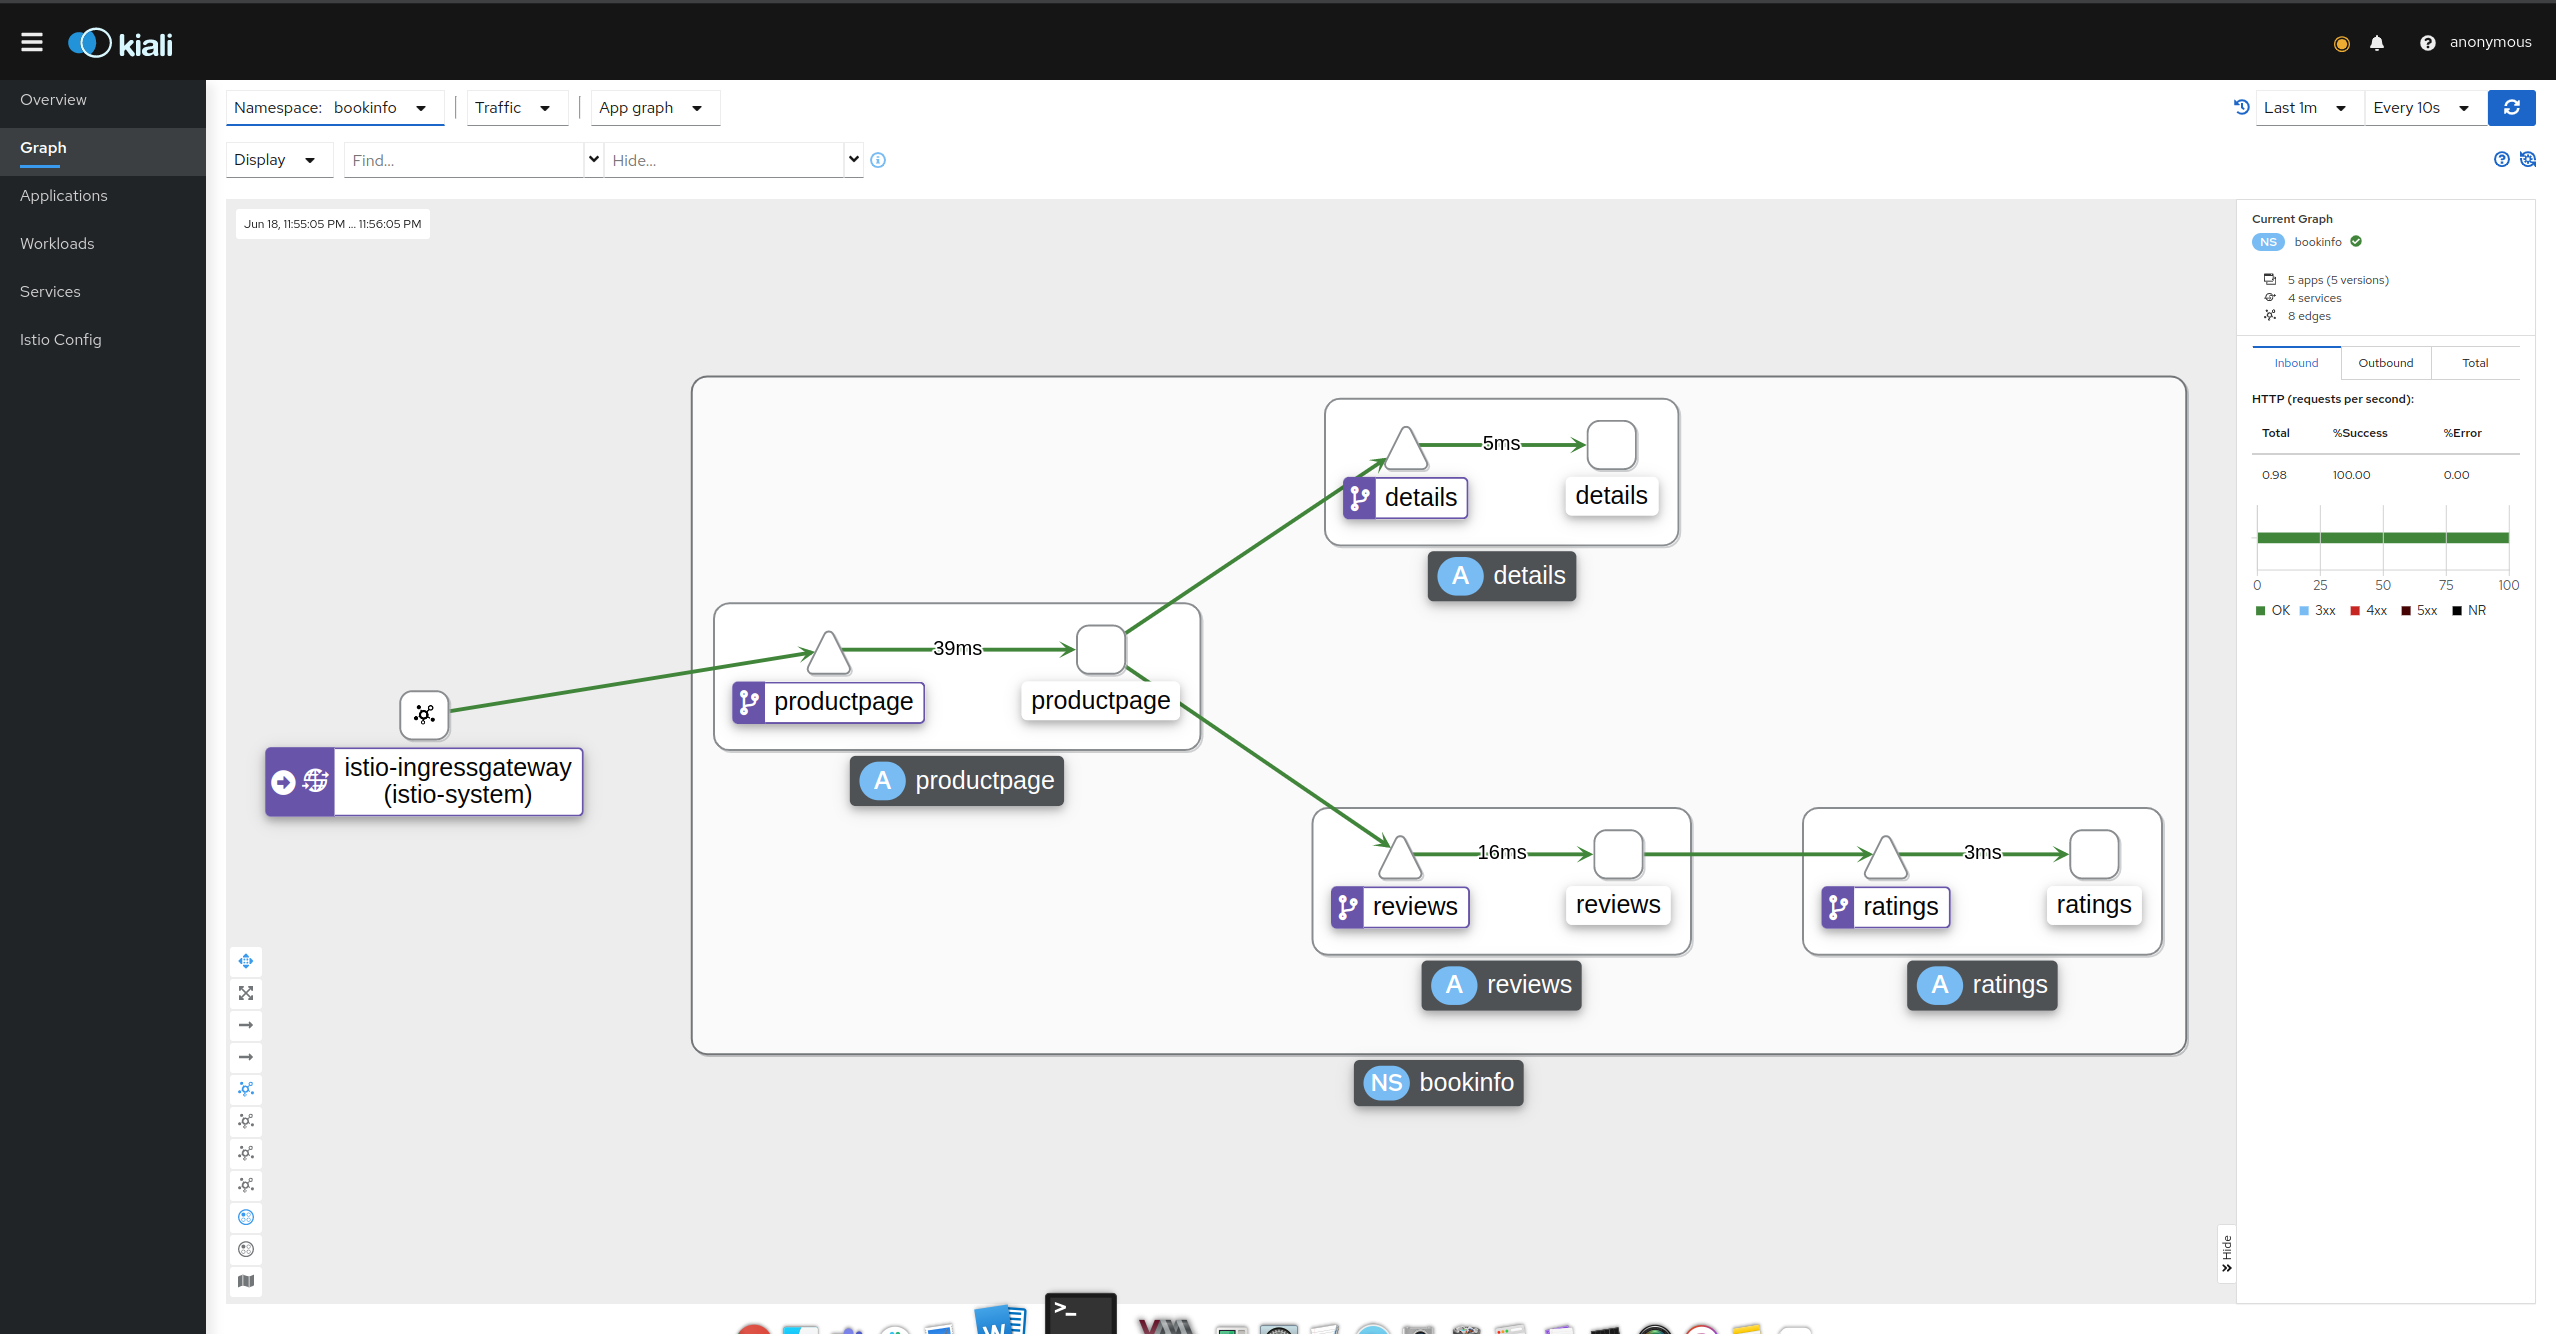 kiali
anonymous
Overview
Graph
Applications
Workloads
Services
Istio Config
Namespace: bookinfo
Traffic
App graph
Last 1m
Every 10s
Display
Find...
Hide...
Jun 18, 11:55:05 PM ... 11:56:05 PM
5ms
details
details
A details
39ms
productpage
productpage
A productpage
istio-ingressgateway
(istio-system)
16ms
reviews
reviews
A reviews
3ms
ratings
ratings
A ratings
NS bookinfo
Hide
Current Graph
NS bookinfo
5 apps (5 versions)
4 services
8 edges
Inbound Outbound Total
HTTP (requests per second):
Total %Success %Error
0.98 100.00 0.00
0 25 50 75 100
OK 3xx 4xx 5xx NR
>_
W